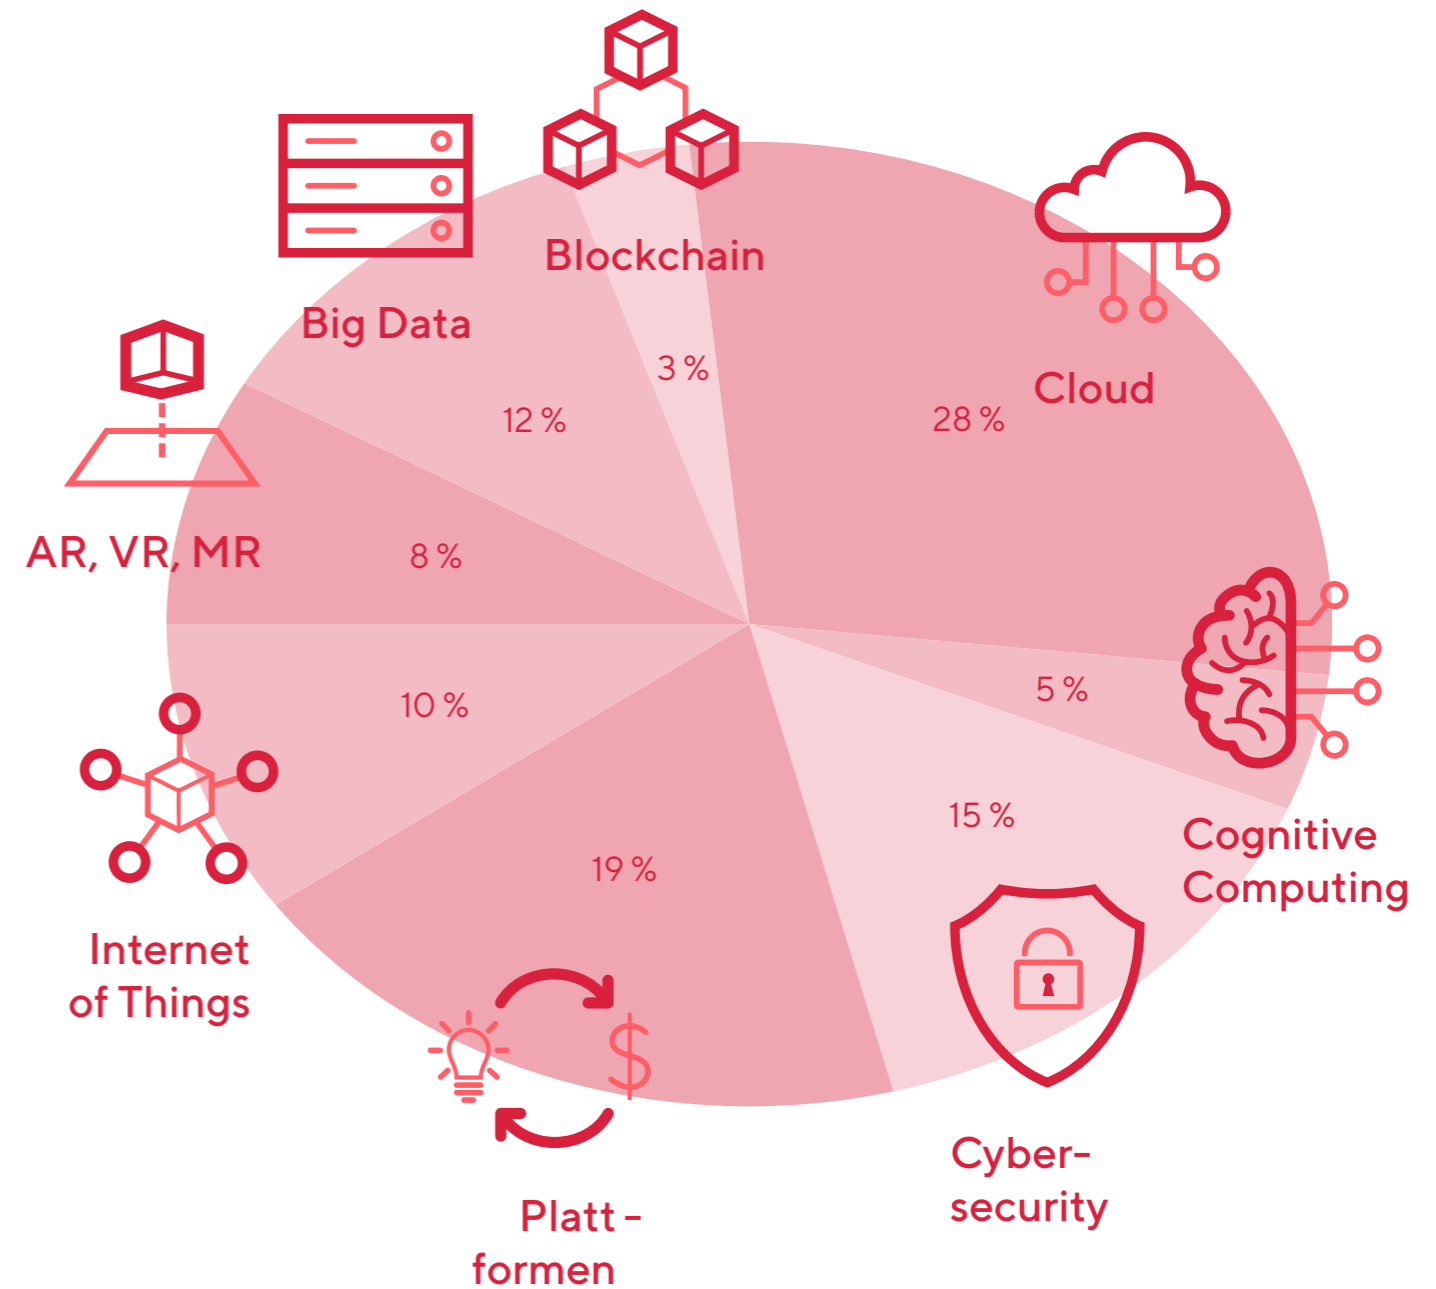 Blockchain
3 %
Cloud
28 %
Cognitive
Computing
5 %
Cyber-
security
15 %
Platt -
formen
19 %
Internet
of Things
10 %
AR, VR, MR
8 %
Big Data
12 %
$